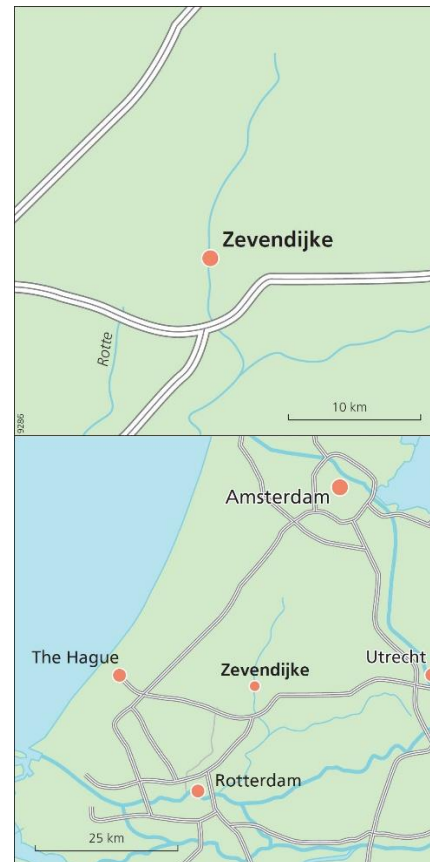 Zevendijke
Rotte
10 km
9286
Amsterdam
The Hague
Zevendijke
Utrecht
Rotterdam
25 km